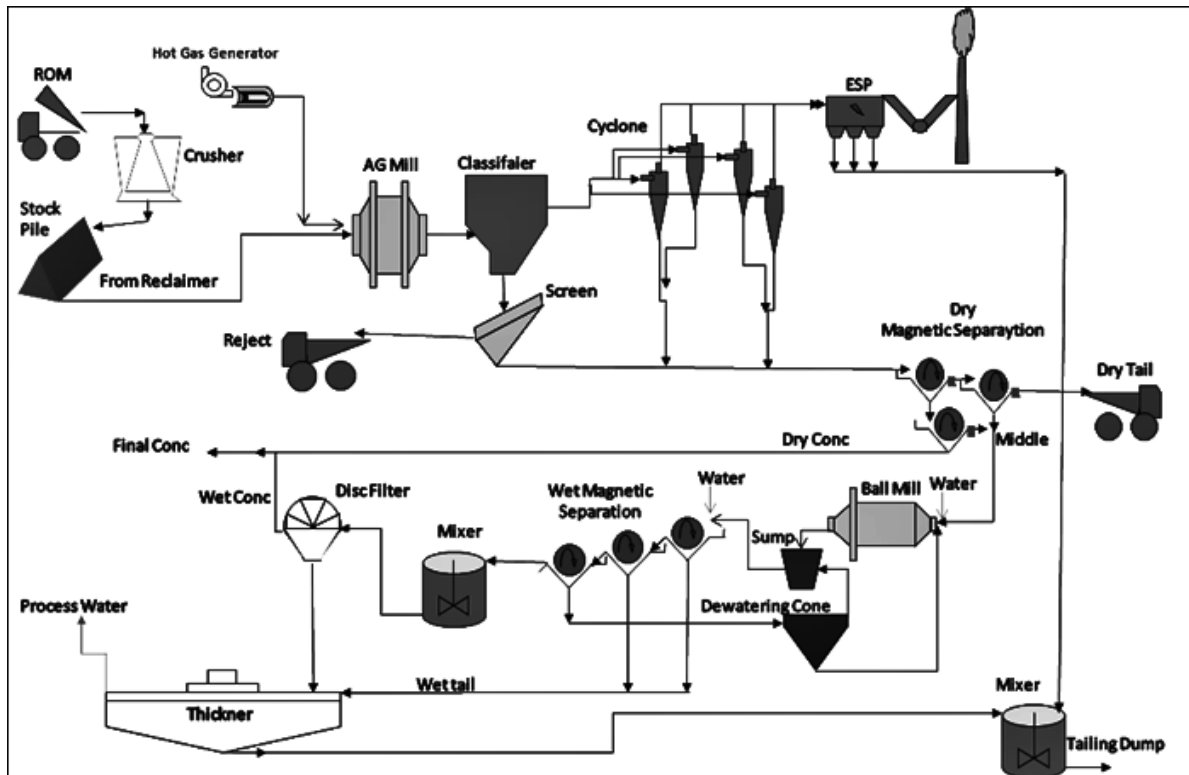 Hot Gas Generator
ROM
ESP
Cyclone
Crusher
AG Mill
Classifaier
Stock
Pile
From Reclaimer
Screen
Dry
Magnetic Separaytion
Reject
Dry Tail
Final Conc
Dry Conc
Middle
Wet Conc
Disc Filter
Wet Magnetic
Separation
Water
Ball Mill
Water
Mixer
Sump
Process Water
Dewatering Cone
Wet tail
Thickner
Mixer
Tailing Dump